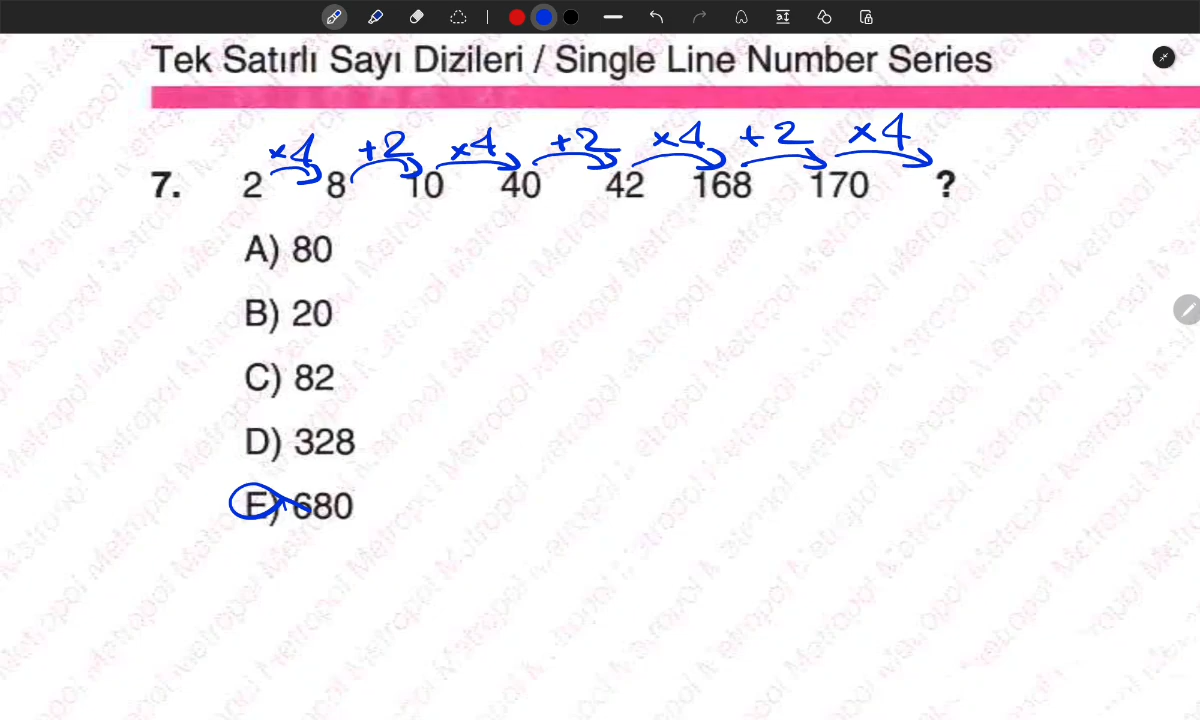 Tek Satırlı Sayı Dizileri / Single Line Number Series
×4 +2 ×4 +2 ×4 +2 ×4
7. 2 8 10 40 42 168 170 ?
A) 80
B) 20
C) 82
D) 328
E) 680